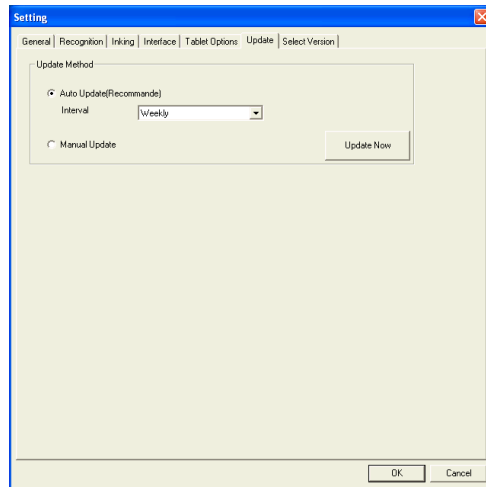 Setting
General Recognition Inking Interface Tablet Options Update Select Version
Update Method
Auto Update(Recommande)
Interval Weekly
Manual Update Update Now
OK Cancel